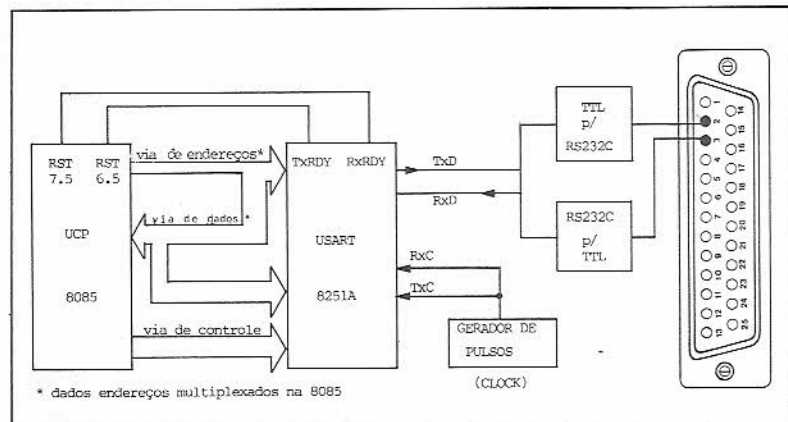 RST RST
7.5 6.5
UCP
8085
via de endereços*
via de dados *
via de controle
TxRDY RxRDY
USART
8251A
TxD
RxD
RxC
TxC
TTL
p/
RS232C
RS232C
p/
TTL
GERADOR DE
PULSOS
(CLOCK)
1
14
2
15
3
16
4
17
5
18
6
19
7
20
8
21
9
22
10
23
11
24
12
25
13
* dados endereços multiplexados na 8085